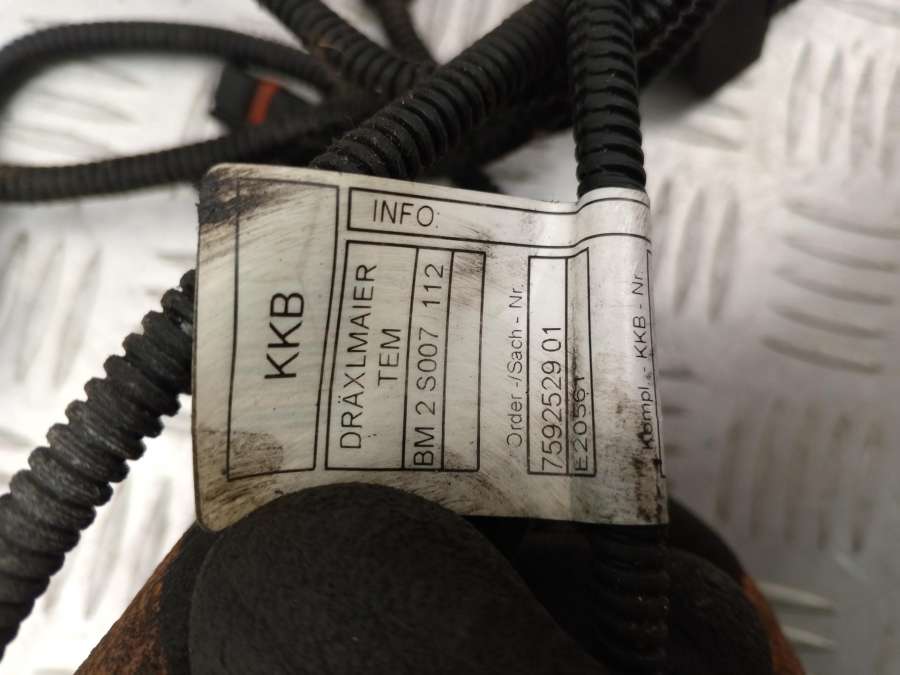 KKB
INFO:
DRÄXLMAIER
TEM
BM 2 S007 112
Order -/Sach - Nr.
7592529 01
E20561
Kompl. - KKB - Nr